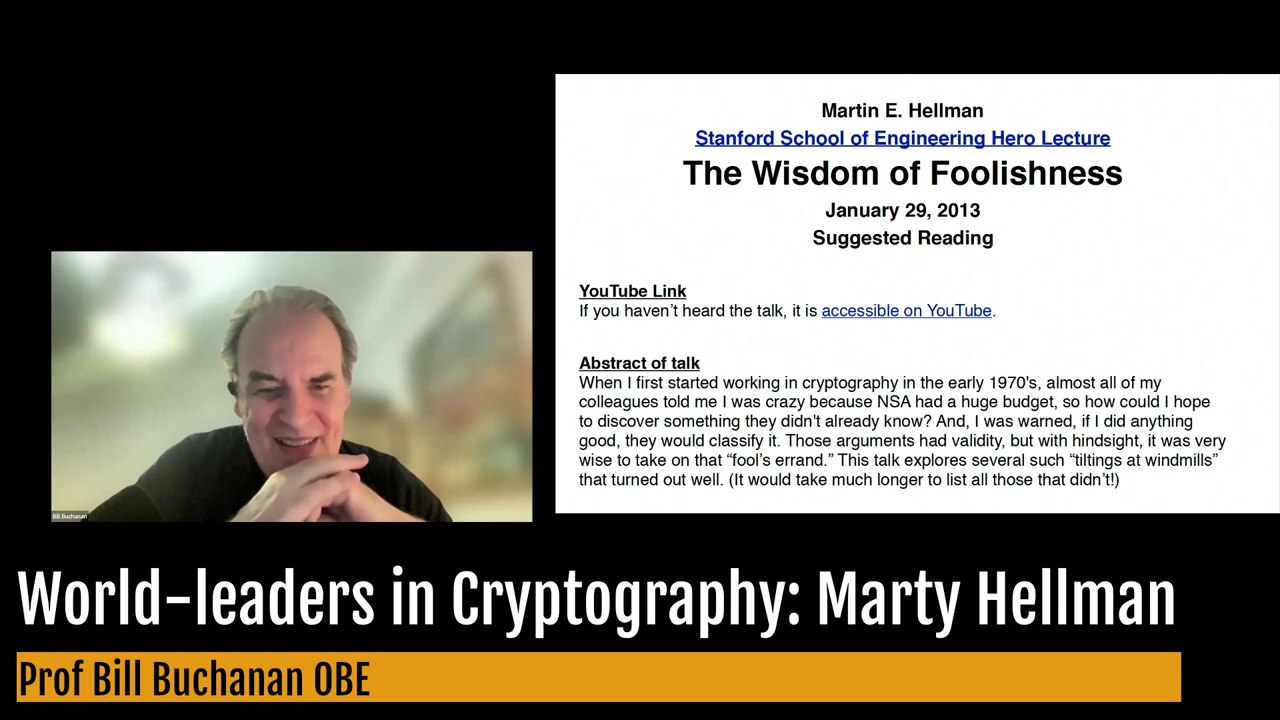 Martin E. Hellman
Stanford School of Engineering Hero Lecture
The Wisdom of Foolishness
January 29, 2013
Suggested Reading
YouTube Link
If you haven’t heard the talk, it is accessible on YouTube.
Abstract of talk
When I first started working in cryptography in the early 1970's, almost all of my
colleagues told me I was crazy because NSA had a huge budget, so how could I hope
to discover something they didn't already know? And, I was warned, if I did anything
good, they would classify it. Those arguments had validity, but with hindsight, it was very
wise to take on that “fool’s errand.” This talk explores several such “tiltings at windmills”
that turned out well. (It would take much longer to list all those that didn’t!)
Bill Buchanan
World-leaders in Cryptography: Marty Hellman
Prof Bill Buchanan OBE